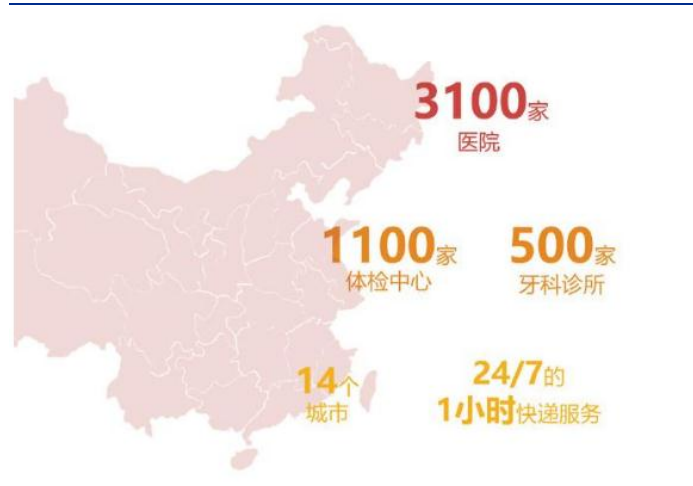 3100家
医院
1100家
体检中心
500家
牙科诊所
14个
城市
24/7的
1小时快递服务